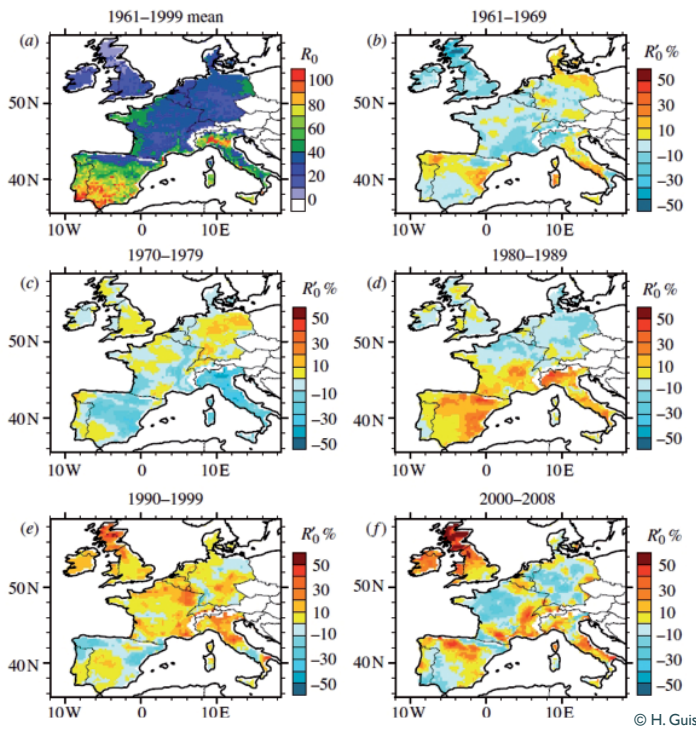 1961–1999 mean
(a)
R0
100
80
60
40
20
0
50N
40N
10W
0
10E
1961–1969
(b)
R′0 %
50
30
10
−10
−30
−50
50N
40N
10W
0
10E
1970–1979
(c)
R′0 %
50
30
10
−10
−30
−50
50N
40N
10W
0
10E
1980–1989
(d)
R′0 %
50
30
10
−10
−30
−50
50N
40N
10W
0
10E
1990–1999
(e)
R′0 %
50
30
10
−10
−30
−50
50N
40N
10W
0
10E
2000–2008
(f)
R′0 %
50
30
10
−10
−30
−50
50N
40N
10W
0
10E
© H. Guis